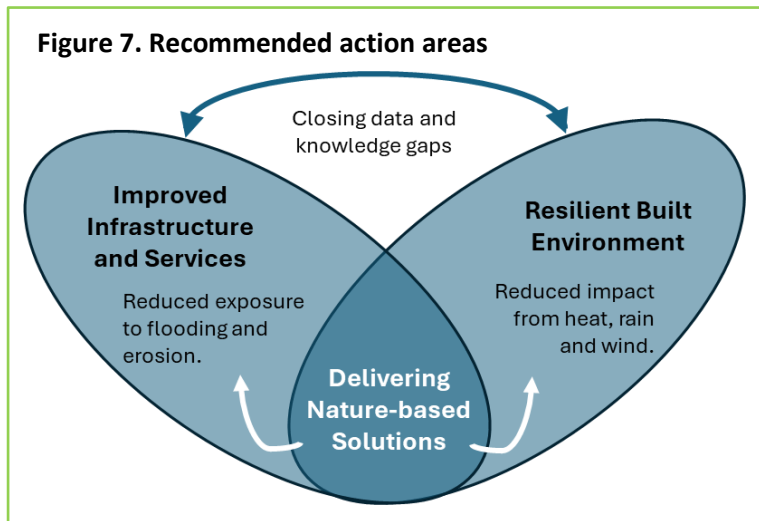 Figure 7. Recommended action areas
Closing data and
knowledge gaps
Improved
Infrastructure
and Services
Reduced exposure
to flooding and
erosion.
Resilient Built
Environment
Reduced impact
from heat, rain
and wind.
Delivering
Nature-based
Solutions